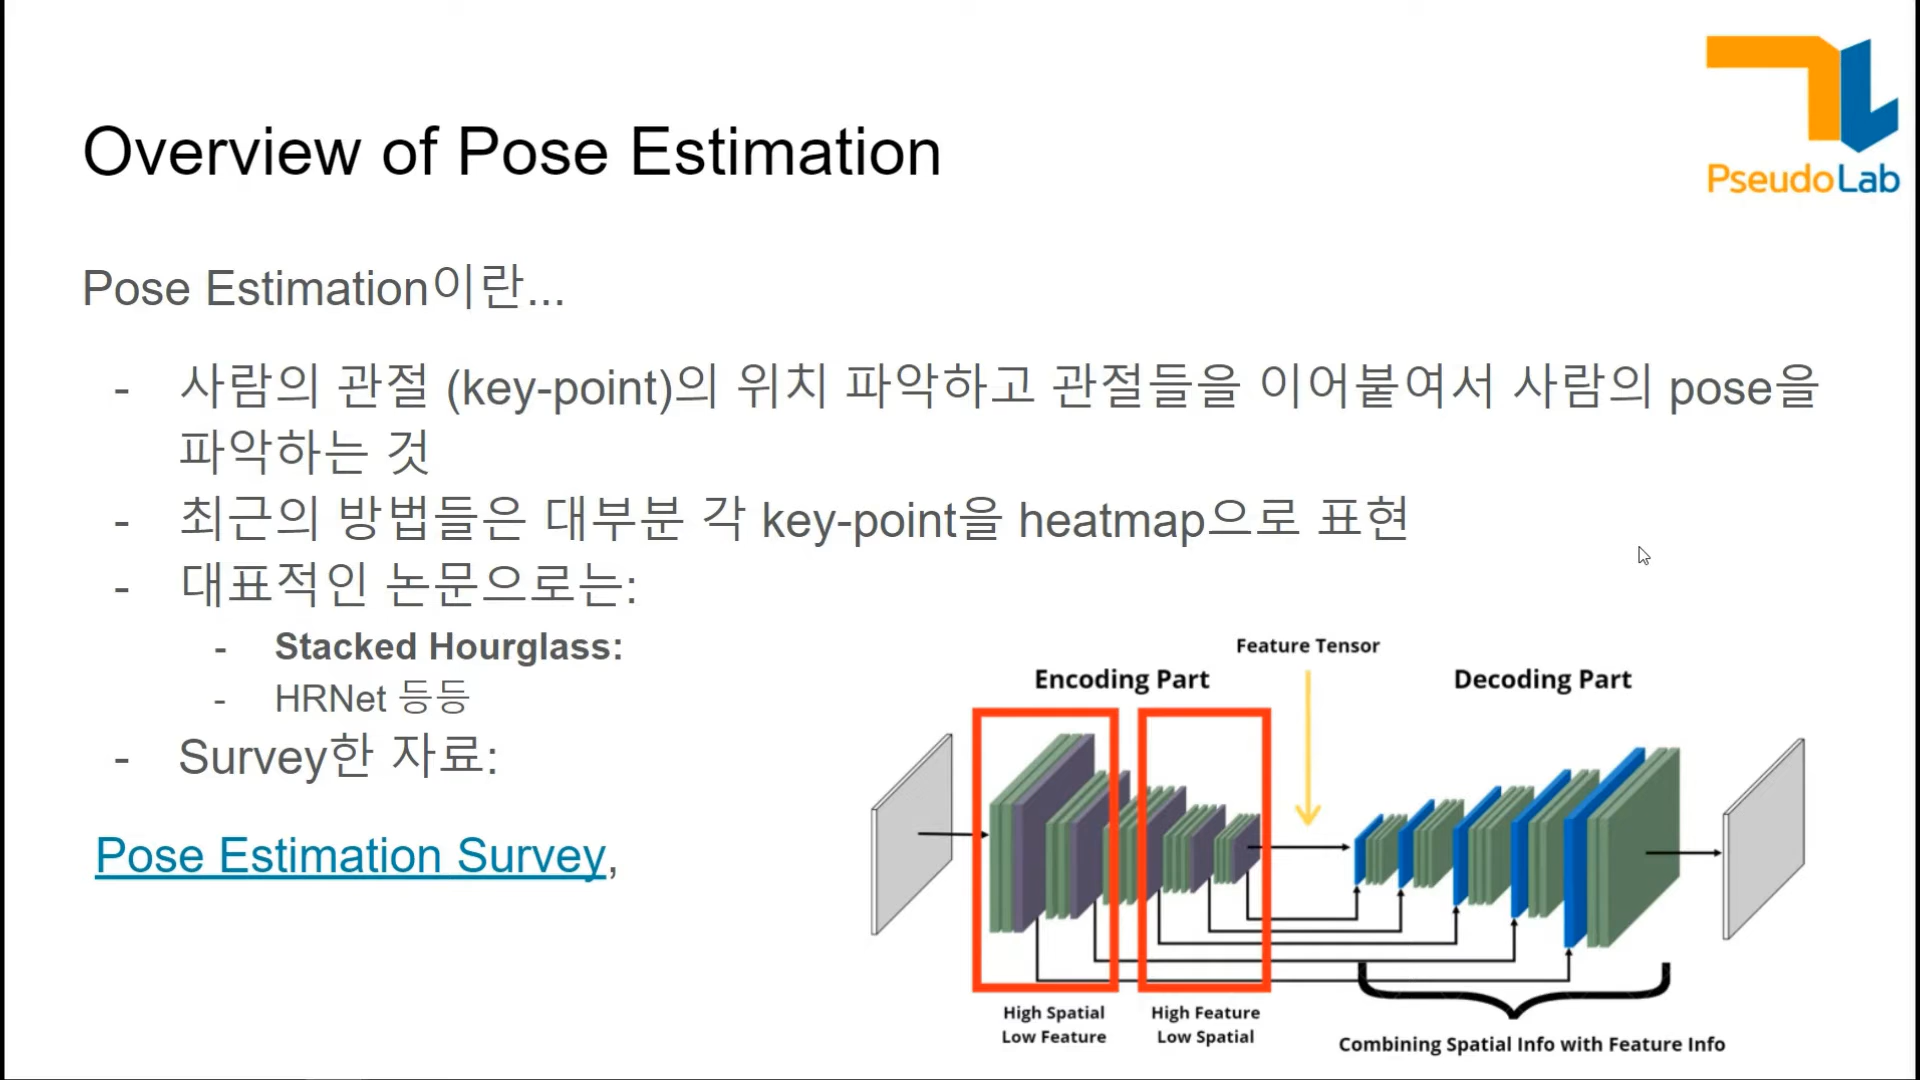 PseudoLab
Overview of Pose Estimation
Pose Estimation이란...
- 사람의 관절 (key-point)의 위치 파악하고 관절들을 이어붙여서 사람의 pose을
파악하는 것
- 최근의 방법들은 대부분 각 key-point을 heatmap으로 표현
- 대표적인 논문으로는:
- Stacked Hourglass:
- HRNet 등등
- Survey한 자료:
Pose Estimation Survey,
Feature Tensor
Encoding Part
Decoding Part
High Spatial
Low Feature
High Feature
Low Spatial
Combining Spatial Info with Feature Info